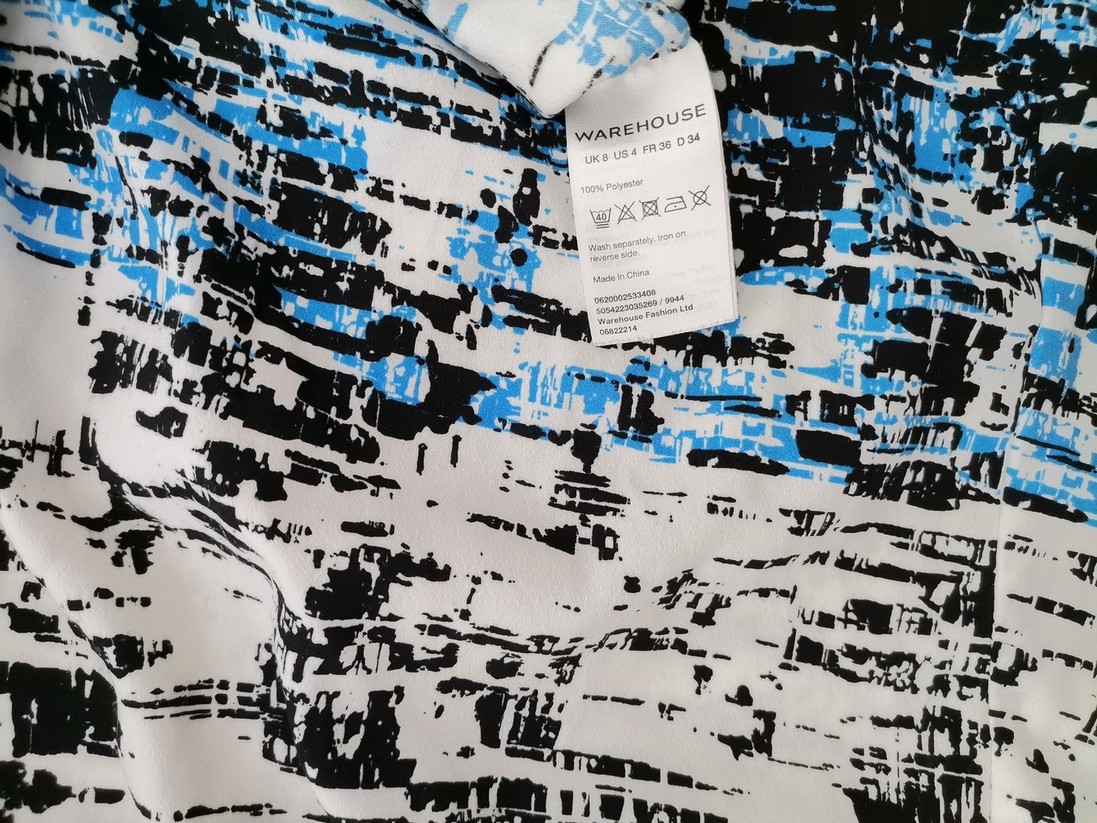 WAREHOUSE
UK 8 US 4 FR 36 D 34
100% Polyester
40
Wash separately. Iron on
reverse side.
Made In China
0620002533408
5054223035269 / 9944
Warehouse Fashion Ltd
06822214